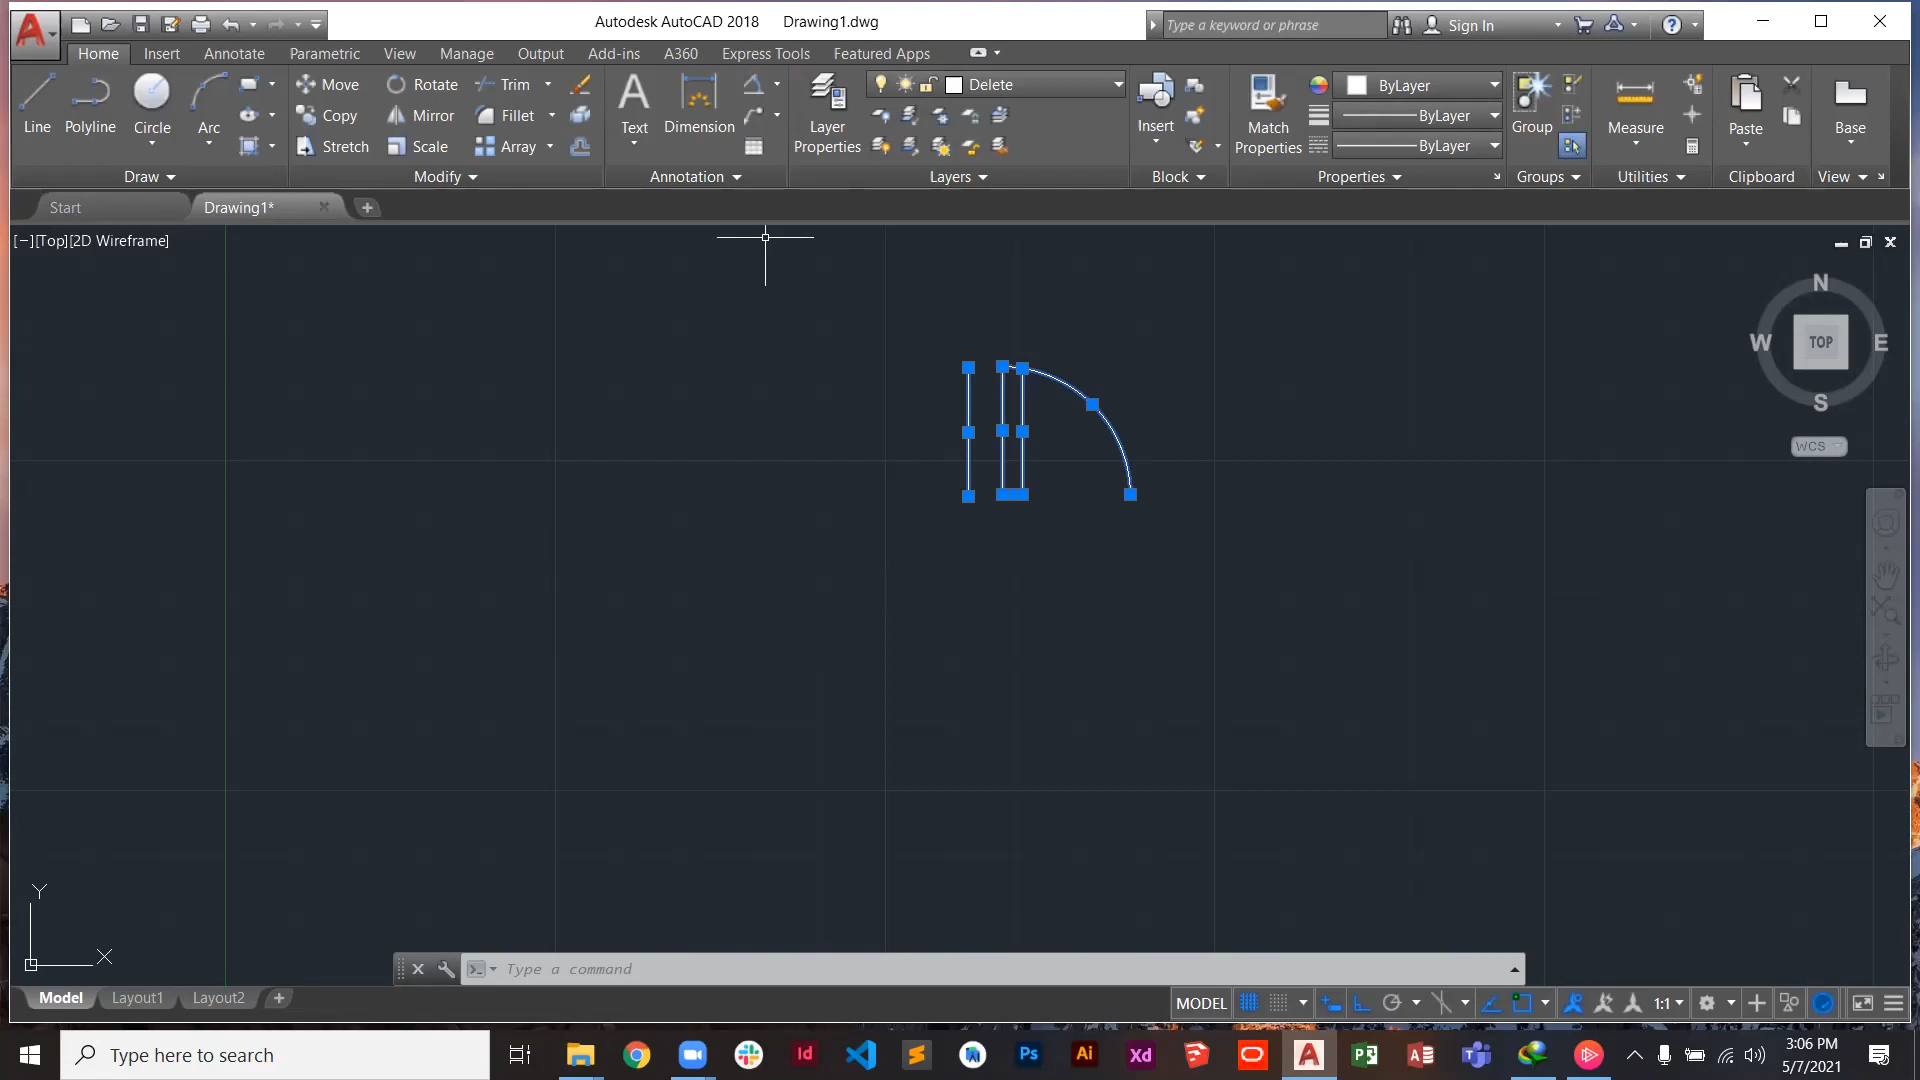 Autodesk AutoCAD 2018 Drawing1.dwg
Type a keyword or phrase
Sign In
Home Insert Annotate Parametric View Manage Output Add-ins A360 Express Tools Featured Apps
Line Polyline Circle Arc
Move Rotate Trim
Copy Mirror Fillet
Stretch Scale Array
Text Dimension
Layer Properties
Delete
Insert
Match Properties
ByLayer
ByLayer
ByLayer
Group Measure Paste Base
Draw Modify Annotation Layers Block Properties Groups Utilities Clipboard View
Start Drawing1*
[−][Top][2D Wireframe]
N
W TOP E
S
WCS
Y
X
Type a command
Model Layout1 Layout2
MODEL 1:1
Type here to search
Id Ps Ai Xd
3:06 PM
5/7/2021